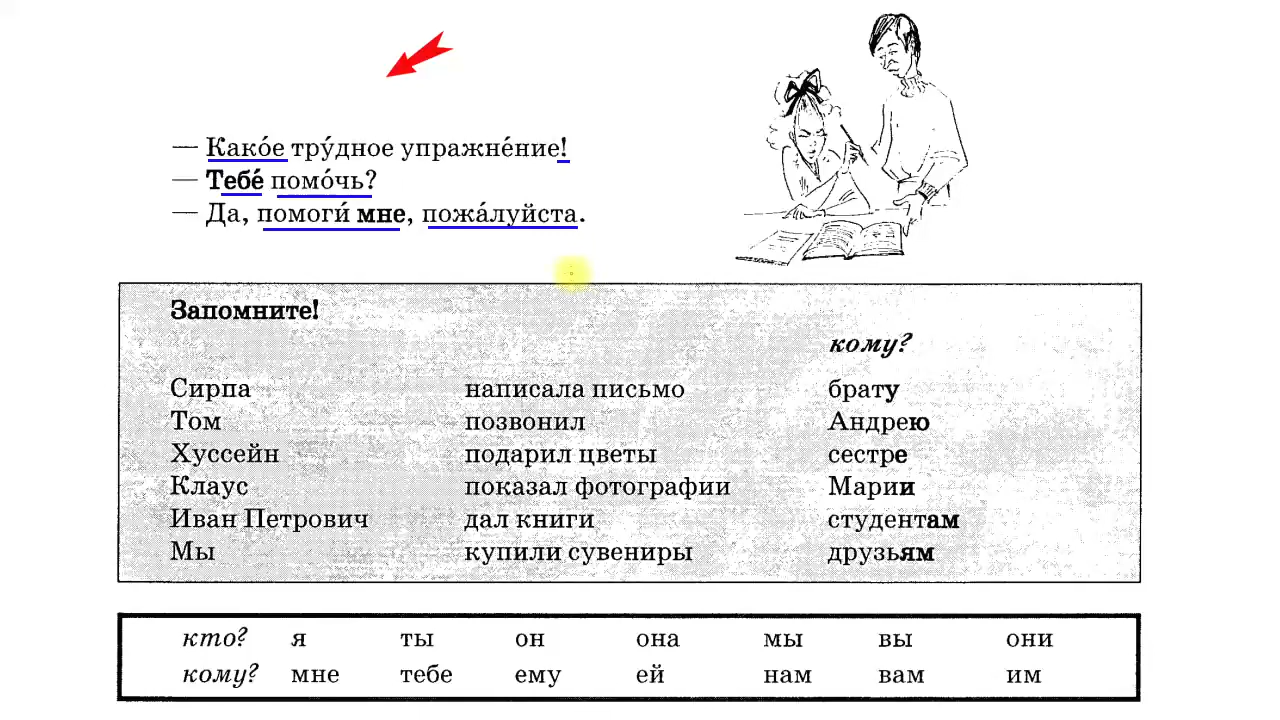 — Како́е тру́дное упражне́ние!
— Тебе́ помо́чь?
— Да, помоги́ мне, пожа́луйста.
Запомните!
кому?
Сирпа написала письмо брату
Том позвонил Андрею
Хуссейн подарил цветы сестре
Клаус показал фотографии Марии
Иван Петрович дал книги студентам
Мы купили сувениры друзьям
кто? я ты он она мы вы они
кому? мне тебе ему ей нам вам им